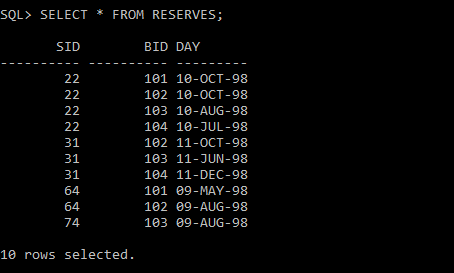 SQL> SELECT * FROM RESERVES;
SID BID DAY
---------- ---------- ---------
22 101 10-OCT-98
22 102 10-OCT-98
22 103 10-AUG-98
22 104 10-JUL-98
31 102 11-OCT-98
31 103 11-JUN-98
31 104 11-DEC-98
64 101 09-MAY-98
64 102 09-AUG-98
74 103 09-AUG-98
10 rows selected.